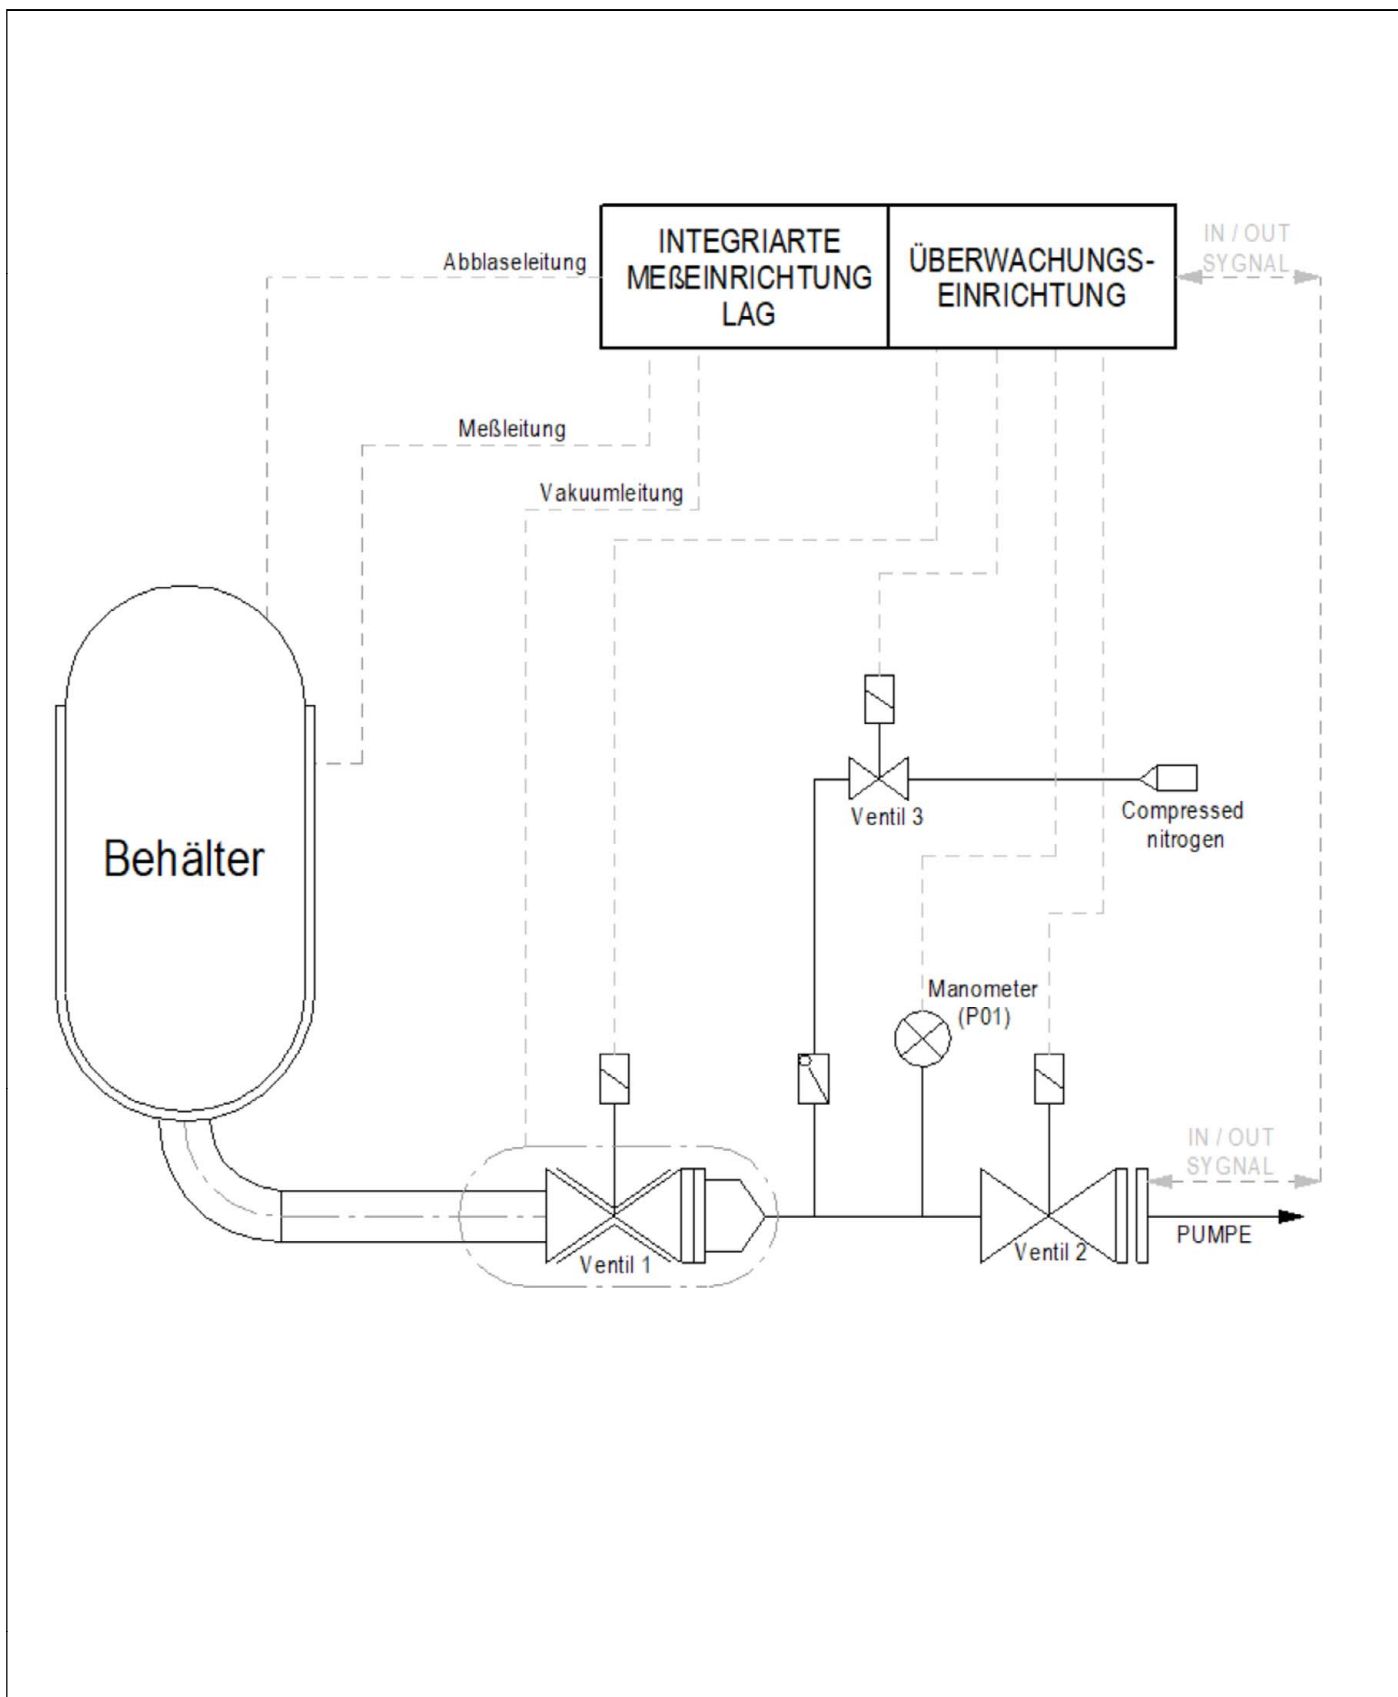 INTEGRIARTE
MEßEINRICHTUNG
LAG
ÜBERWACHUNGS-
EINRICHTUNG
IN / OUT
SYGNAL
Abblaseleitung
Meßleitung
Vakuumleitung
Ventil 3
Compressed
nitrogen
Behälter
Manometer
(P01)
IN / OUT
SYGNAL
Ventil 1
Ventil 2
PUMPE